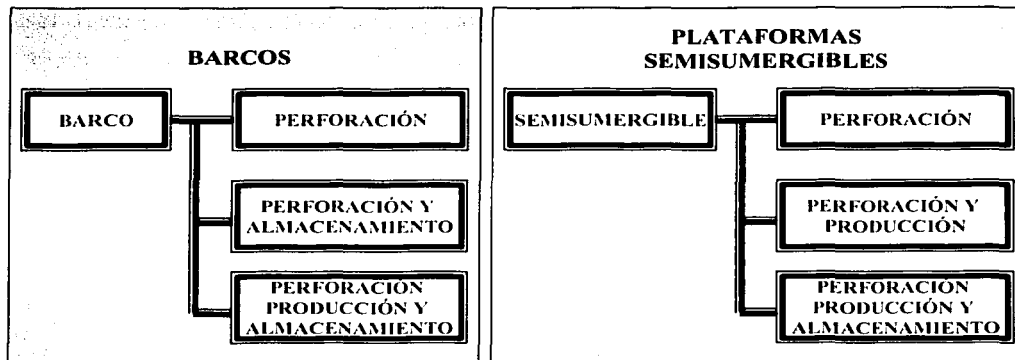 BARCOS
BARCO
PERFORACIÓN
PERFORACIÓN Y
ALMACENAMIENTO
PERFORACIÓN
PRODUCCIÓN Y
ALMACENAMIENTO
PLATAFORMAS
SEMISUMERGIBLES
SEMISUMERGIBLE
PERFORACIÓN
PERFORACIÓN Y
PRODUCCIÓN
PERFORACIÓN
PRODUCCIÓN Y
ALMACENAMIENTO